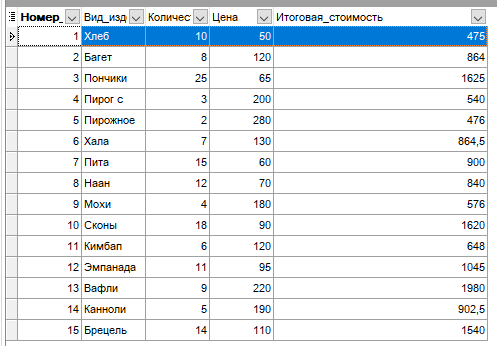 Номер_ Вид_изд Количест Цена Итоговая_стоимость
1 Хлеб 10 50 475
2 Багет 8 120 864
3 Пончики 25 65 1625
4 Пирог с 3 200 540
5 Пирожное 2 280 476
6 Хала 7 130 864,5
7 Пита 15 60 900
8 Наан 12 70 840
9 Мохи 4 180 576
10 Сконы 18 90 1620
11 Кимбап 6 120 648
12 Эмпанада 11 95 1045
13 Вафли 9 220 1980
14 Канноли 5 190 902,5
15 Брецель 14 110 1540